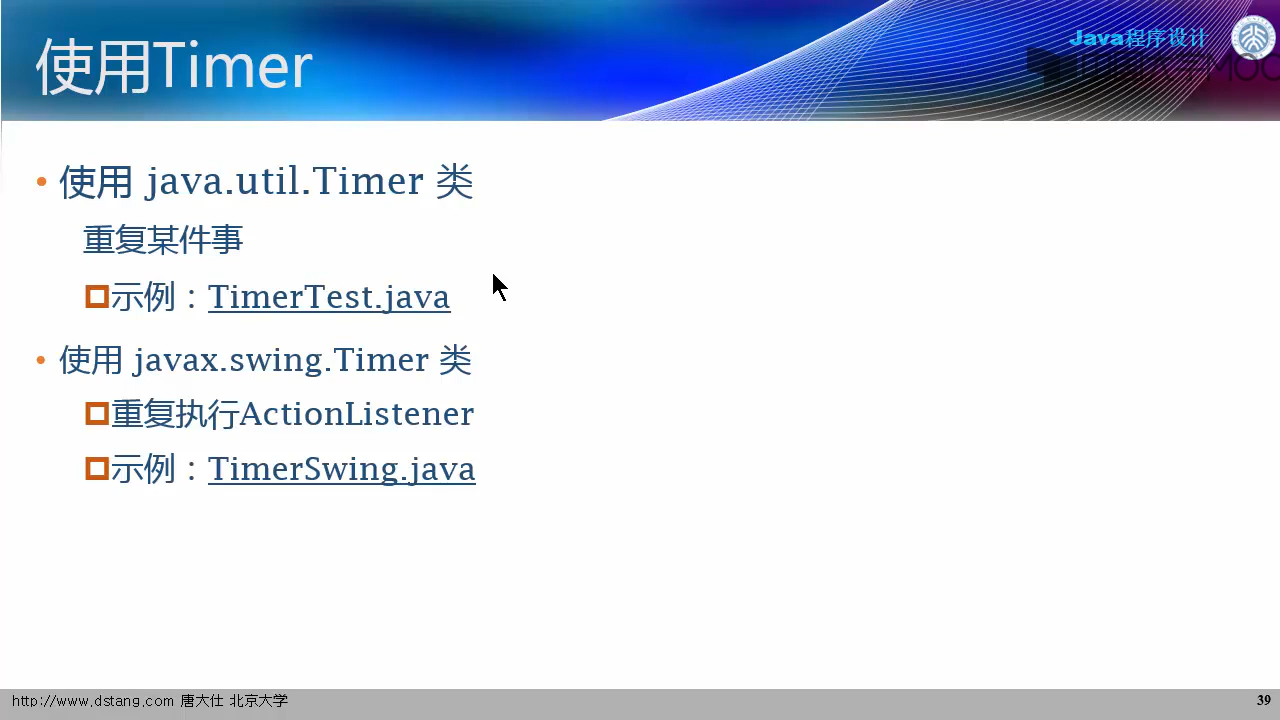 使用Timer
Java程序设计
• 使用 java.util.Timer 类
重复某件事
示例：TimerTest.java
• 使用 javax.swing.Timer 类
重复执行ActionListener
示例：TimerSwing.java
http://www.dstang.com 唐大仕 北京大学
39